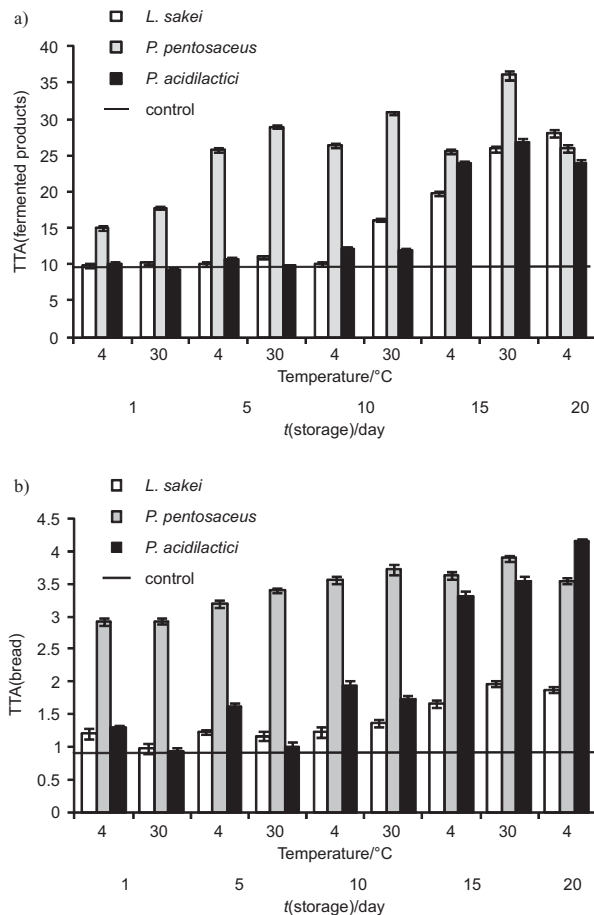 a)
L. sakei
P. pentosaceus
P. acidilactici
control
TTA(fermented products)
40
35
30
25
20
15
10
5
0
4 30 4 30 4 30 4 30 4
Temperature/°C
1 5 10 15 20
t(storage)/day
b)
L. sakei
P. pentosaceus
P. acidilactici
control
TTA(bread)
4.5
4
3.5
3
2.5
2
1.5
1
0.5
0
4 30 4 30 4 30 4 30 4
Temperature/°C
1 5 10 15 20
t(storage)/day